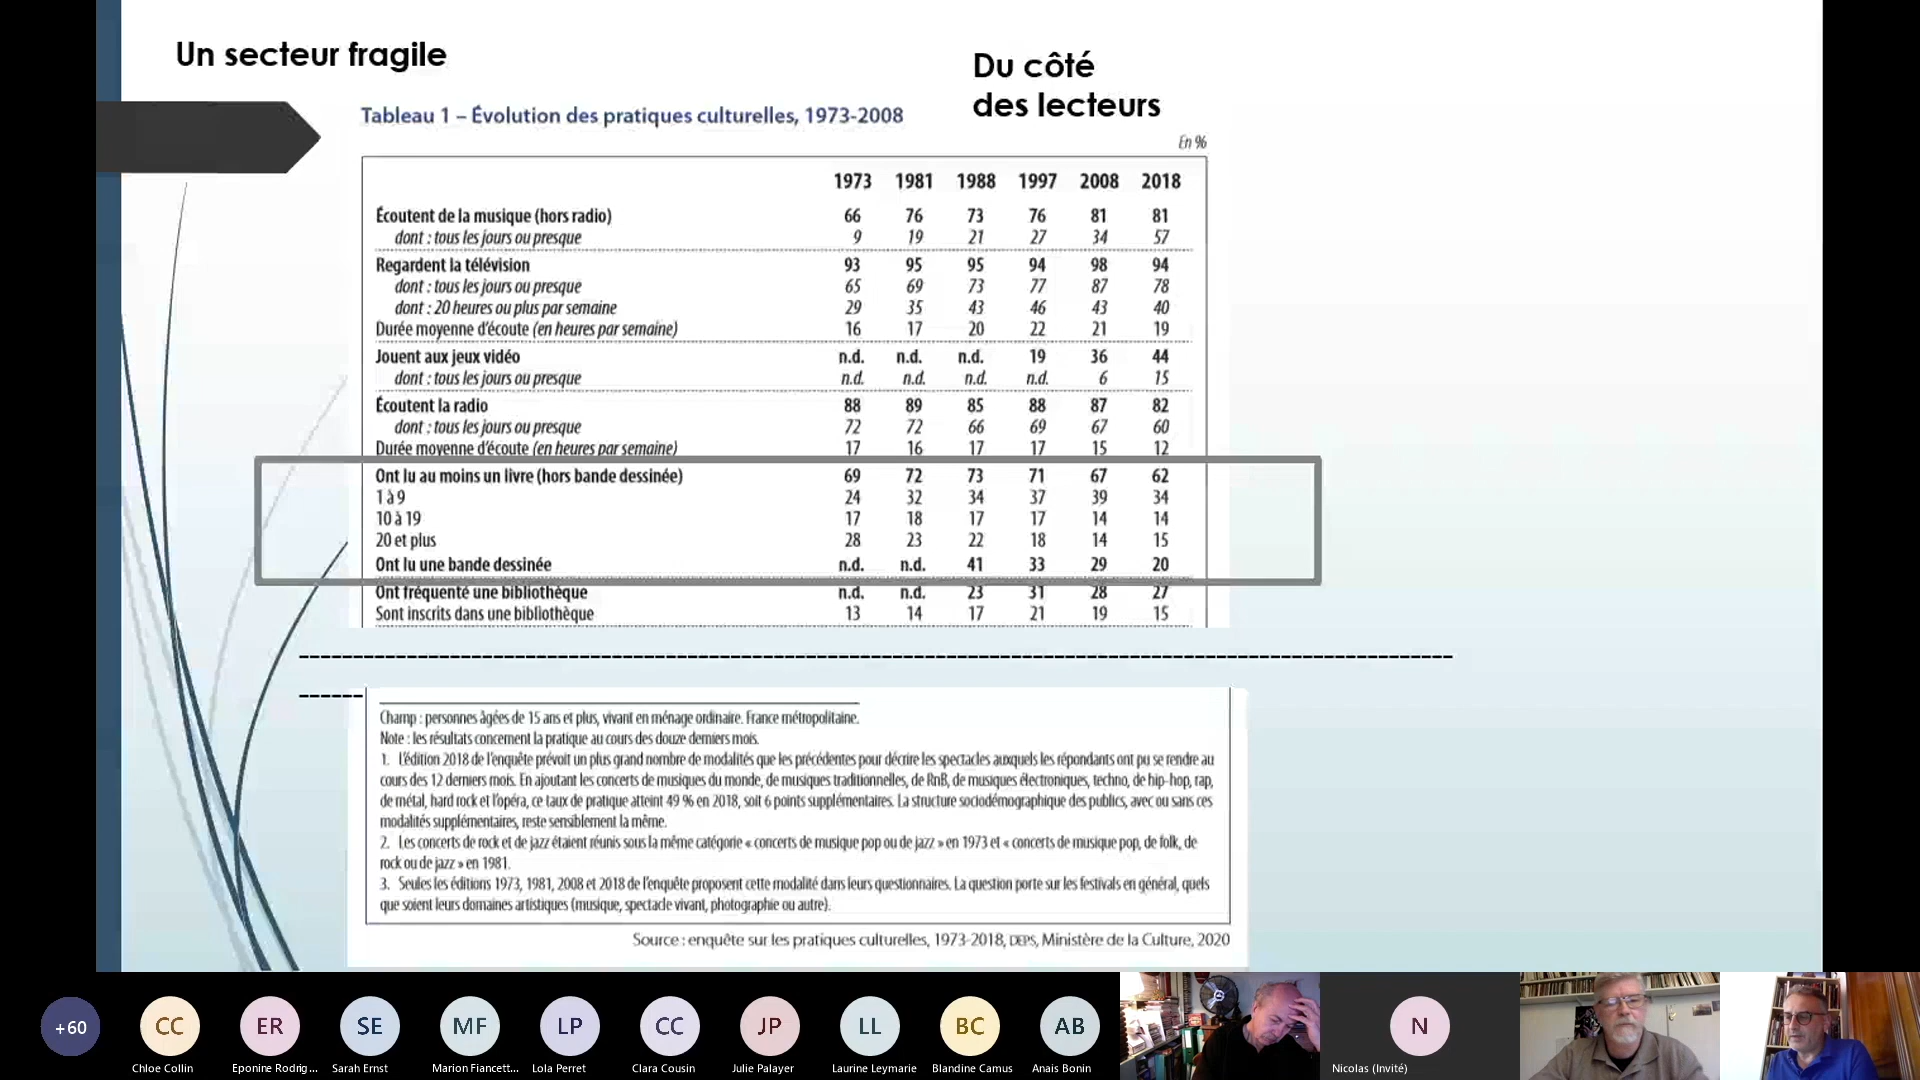 Un secteur fragile
Du côté
des lecteurs
Tableau 1 – Évolution des pratiques culturelles, 1973-2008
En %
1973 1981 1988 1997 2008 2018
Écoutent de la musique (hors radio) 66 76 73 76 81 81
dont : tous les jours ou presque 9 19 21 27 34 57
Regardent la télévision 93 95 95 94 98 94
dont : tous les jours ou presque 65 69 73 77 87 78
dont : 20 heures ou plus par semaine 29 35 43 46 43 40
Durée moyenne d'écoute (en heures par semaine) 16 17 20 22 21 19
Jouent aux jeux vidéo n.d. n.d. n.d. 19 36 44
dont : tous les jours ou presque n.d. n.d. n.d. n.d. 6 15
Écoutent la radio 88 89 85 88 87 82
dont : tous les jours ou presque 72 72 66 69 67 60
Durée moyenne d'écoute (en heures par semaine) 17 16 17 17 15 12
Ont lu au moins un livre (hors bande dessinée) 69 72 73 71 67 62
1 à 9 24 32 34 37 39 34
10 à 19 17 18 17 17 14 14
20 et plus 28 23 22 18 14 15
Ont lu une bande dessinée n.d. n.d. 41 33 29 20
Ont fréquenté une bibliothèque n.d. n.d. 23 31 28 27
Sont inscrits dans une bibliothèque 13 14 17 21 19 15
Champ : personnes âgées de 15 ans et plus, vivant en ménage ordinaire. France métropolitaine.
Note : les résultats concernent la pratique au cours des douze derniers mois.
1. L'édition 2018 de l'enquête prévoit un plus grand nombre de modalités que les précédentes pour décrire les spectacles auxquels les répondants ont pu se rendre au
cours des 12 derniers mois. En ajoutant les concerts de musiques du monde, de musiques traditionnelles, de RnB, de musiques électroniques, techno, de hip-hop, rap,
de métal, hard rock et l'opéra, ce taux de pratique atteint 49 % en 2018, soit 6 points supplémentaires. La structure sociodémographique des publics, avec ou sans ces
modalités supplémentaires, reste sensiblement la même.
2. Les concerts de rock et de jazz étaient réunis sous la même catégorie « concerts de musique pop ou de jazz » en 1973 et « concerts de musique pop, de folk, de
rock ou de jazz » en 1981.
3. Seules les éditions 1973, 1981, 2008 et 2018 de l'enquête proposent cette modalité dans leurs questionnaires. La question porte sur les festivals en général, quels
que soient leurs domaines artistiques (musique, spectacle vivant, photographie ou autre).
Source : enquête sur les pratiques culturelles, 1973-2018, DEPS, Ministère de la Culture, 2020
+60 CC ER SE MF LP CC JP LL BC AB N
Chloe Collin Eponine Rodrig... Sarah Ernst Marion Fiancett... Lola Perret Clara Cousin Julie Palayer Laurine Leymarie Blandine Camus Anais Bonin Nicolas (Invité)